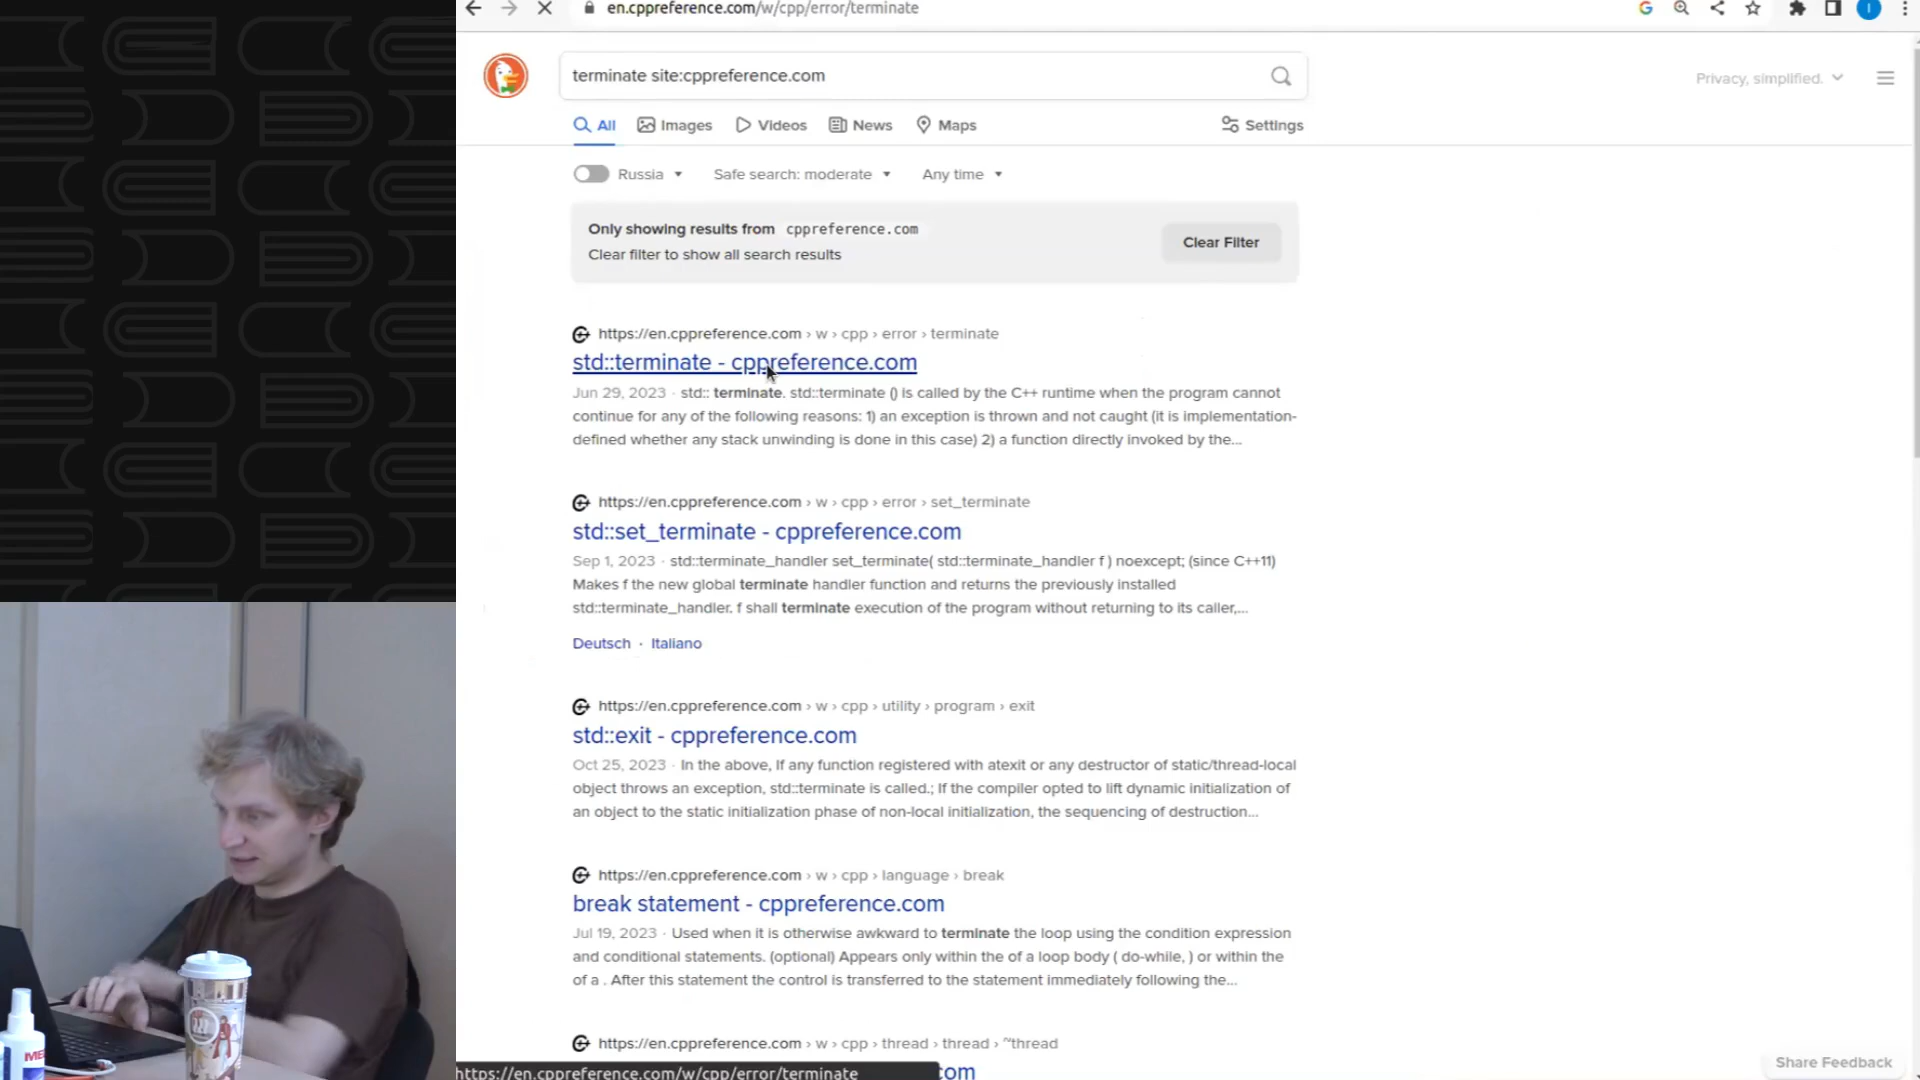 en.cppreference.com/w/cpp/error/terminate
terminate site:cppreference.com
Privacy, simplified.
All
Images
Videos
News
Maps
Settings
Russia
Safe search: moderate
Any time
Only showing results from cppreference.com
Clear filter to show all search results
Clear Filter
https://en.cppreference.com › w › cpp › error › terminate
std::terminate - cppreference.com
Jun 29, 2023 · std:: terminate. std::terminate () is called by the C++ runtime when the program cannot
continue for any of the following reasons: 1) an exception is thrown and not caught (it is implementation-
defined whether any stack unwinding is done in this case) 2) a function directly invoked by the...
https://en.cppreference.com › w › cpp › error › set_terminate
std::set_terminate - cppreference.com
Sep 1, 2023 · std::terminate_handler set_terminate( std::terminate_handler f ) noexcept; (since C++11)
Makes f the new global terminate handler function and returns the previously installed
std::terminate_handler. f shall terminate execution of the program without returning to its caller,...
Deutsch · Italiano
https://en.cppreference.com › w › cpp › utility › program › exit
std::exit - cppreference.com
Oct 25, 2023 · In the above, If any function registered with atexit or any destructor of static/thread-local
object throws an exception, std::terminate is called.; If the compiler opted to lift dynamic initialization of
an object to the static initialization phase of non-local initialization, the sequencing of destruction...
https://en.cppreference.com › w › cpp › language › break
break statement - cppreference.com
Jul 19, 2023 · Used when it is otherwise awkward to terminate the loop using the condition expression
and conditional statements. (optional) Appears only within the of a loop body ( do-while, ) or within the
of a . After this statement the control is transferred to the statement immediately following the...
https://en.cppreference.com › w › cpp › thread › thread › ~thread
com
https://en.cppreference.com/w/cpp/error/terminate
Share Feedback